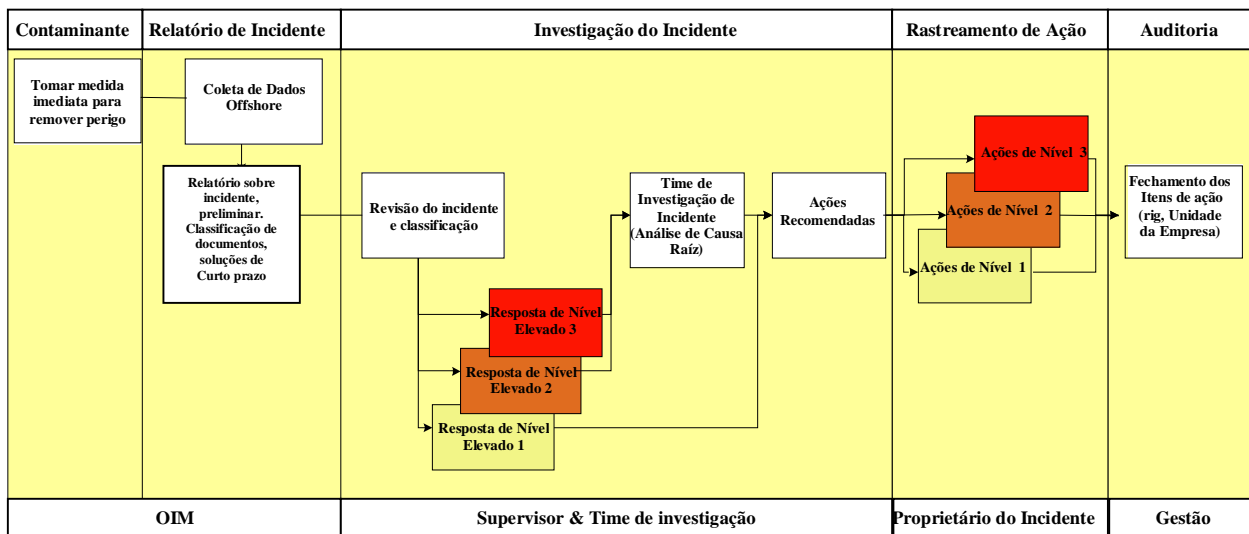 Contaminante
Relatório de Incidente
Investigação do Incidente
Rastreamento de Ação
Auditoria
Tomar medida
imediata para
remover perigo
Coleta de Dados
Offshore
Relatório sobre
incidente,
preliminar.
Classificação de
documentos,
soluções de
Curto prazo
Revisão do incidente
e classificação
Resposta de Nível
Elevado 3
Resposta de Nível
Elevado 2
Resposta de Nível
Elevado 1
Time de
Investigação de
Incidente
(Análise de Causa
Raíz)
Ações
Recomendadas
Ações de Nível 3
Ações de Nível 2
Ações de Nível 1
Fechamento dos
Itens de ação
(rig, Unidade
da Empresa)
OIM
Supervisor & Time de investigação
Proprietário do Incidente
Gestão